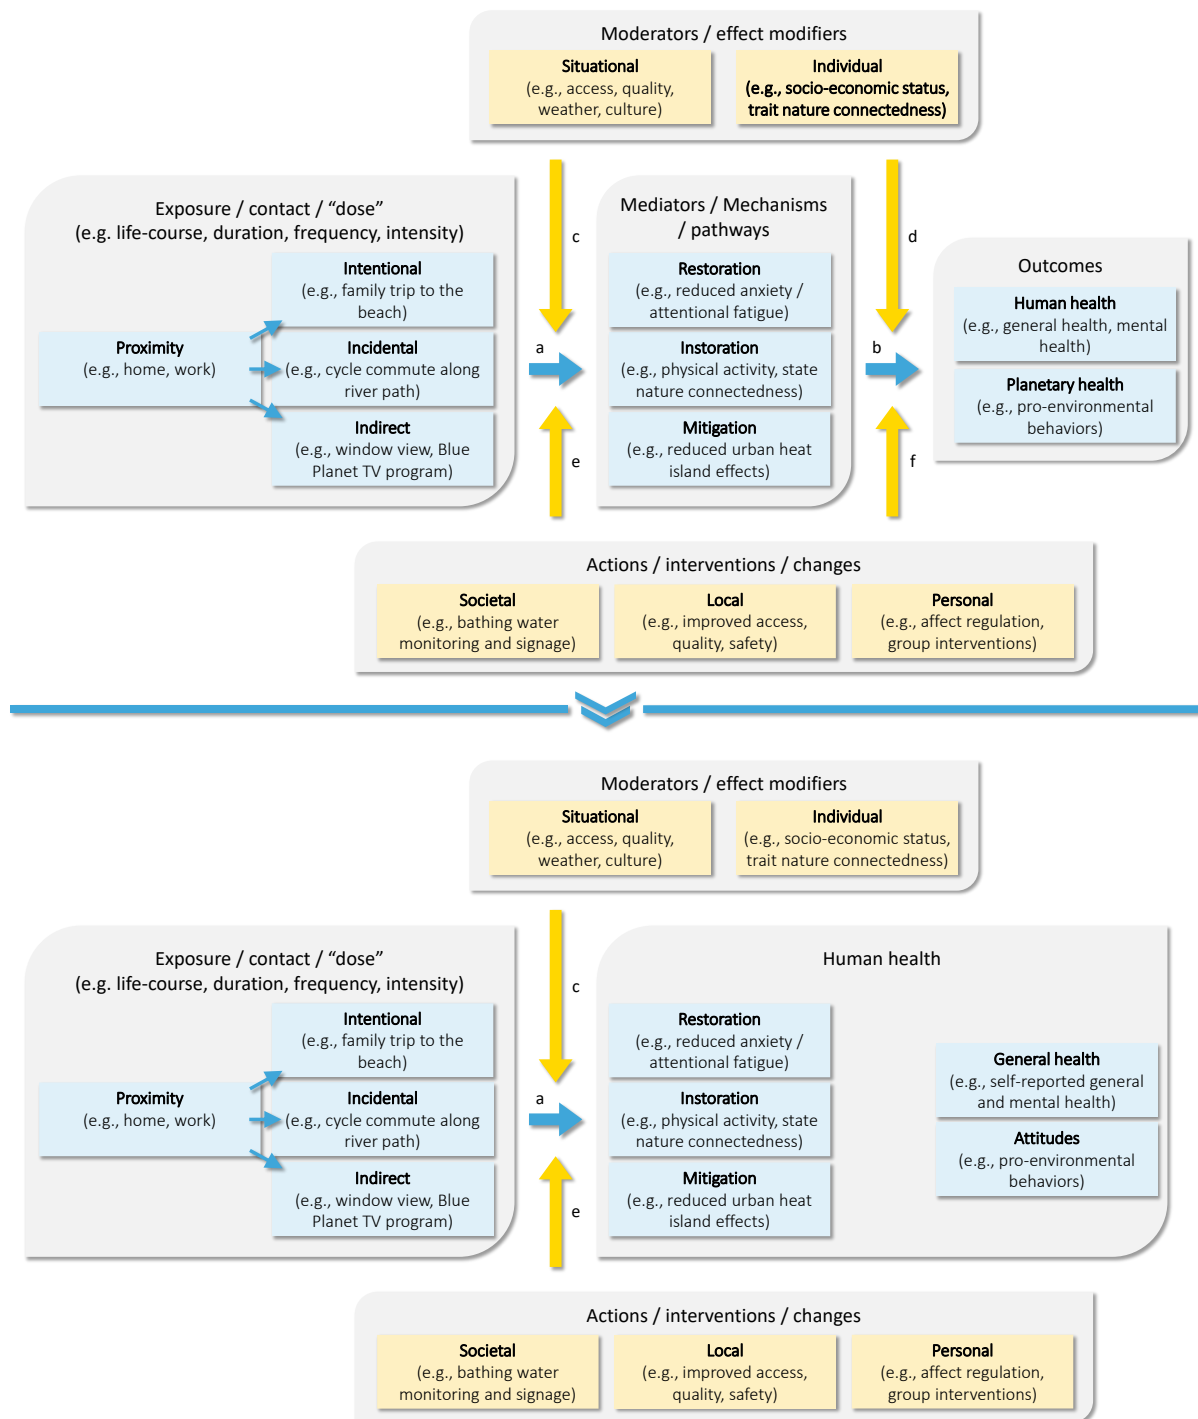 Moderators / effect modifiers
Situational
(e.g., access, quality,
weather, culture)
Individual
(e.g., socio-economic status,
trait nature connectedness)
Exposure / contact / “dose”
(e.g. life-course, duration, frequency, intensity)
Proximity
(e.g., home, work)
Intentional
(e.g., family trip to the
beach)
Incidental
(e.g., cycle commute along
river path)
Indirect
(e.g., window view, Blue
Planet TV program)
c
a
e
Mediators / Mechanisms
/ pathways
Restoration
(e.g., reduced anxiety /
attentional fatigue)
Instoration
(e.g., physical activity, state
nature connectedness)
Mitigation
(e.g., reduced urban heat
island effects)
d
b
f
Outcomes
Human health
(e.g., general health, mental
health)
Planetary health
(e.g., pro-environmental
behaviors)
Actions / interventions / changes
Societal
(e.g., bathing water
monitoring and signage)
Local
(e.g., improved access,
quality, safety)
Personal
(e.g., affect regulation,
group interventions)
Moderators / effect modifiers
Situational
(e.g., access, quality,
weather, culture)
Individual
(e.g., socio-economic status,
trait nature connectedness)
Exposure / contact / “dose”
(e.g. life-course, duration, frequency, intensity)
Proximity
(e.g., home, work)
Intentional
(e.g., family trip to the
beach)
Incidental
(e.g., cycle commute along
river path)
Indirect
(e.g., window view, Blue
Planet TV program)
c
a
e
Human health
Restoration
(e.g., reduced anxiety /
attentional fatigue)
Instoration
(e.g., physical activity, state
nature connectedness)
Mitigation
(e.g., reduced urban heat
island effects)
General health
(e.g., self-reported general
and mental health)
Attitudes
(e.g., pro-environmental
behaviors)
Actions / interventions / changes
Societal
(e.g., bathing water
monitoring and signage)
Local
(e.g., improved access,
quality, safety)
Personal
(e.g., affect regulation,
group interventions)